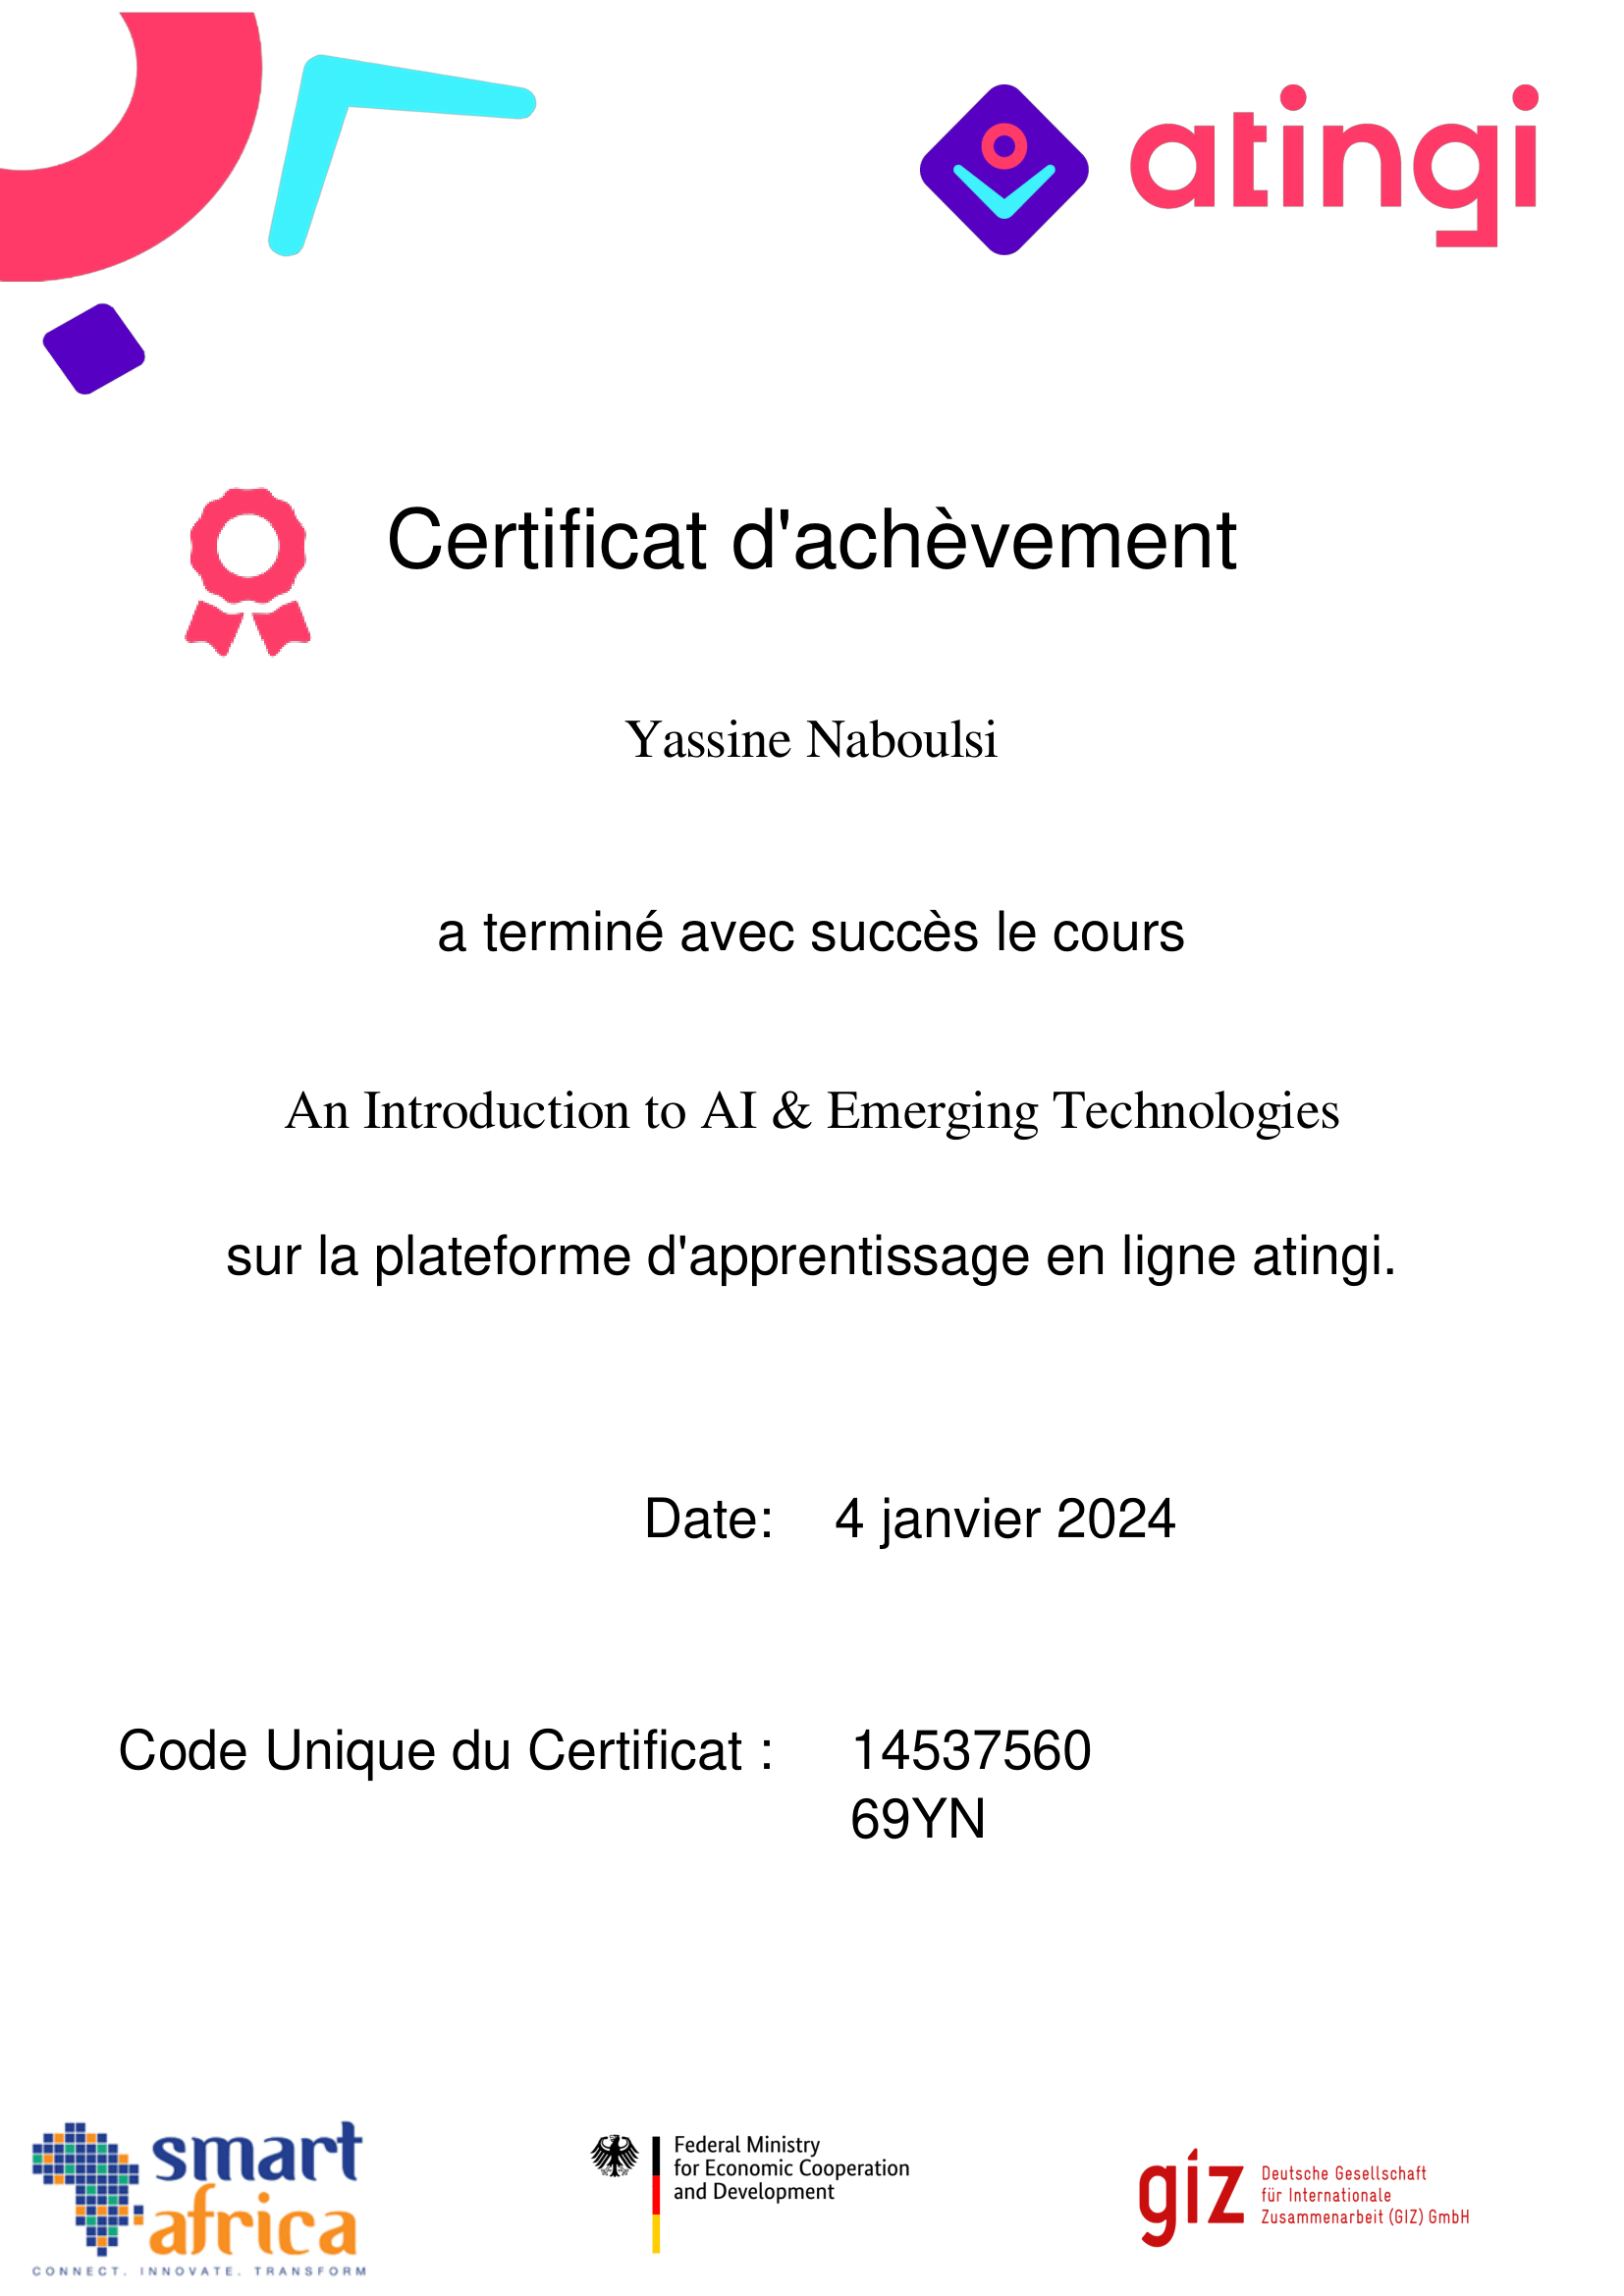 atingi
Certificat d'achèvement
Yassine Naboulsi
a terminé avec succès le cours
An Introduction to AI & Emerging Technologies
sur la plateforme d'apprentissage en ligne atingi.
Date: 4 janvier 2024
Code Unique du Certificat : 14537560
69YN
smart
africa
CONNECT. INNOVATE. TRANSFORM
Federal Ministry
for Economic Cooperation
and Development
giz
Deutsche Gesellschaft
für Internationale
Zusammenarbeit (GIZ) GmbH